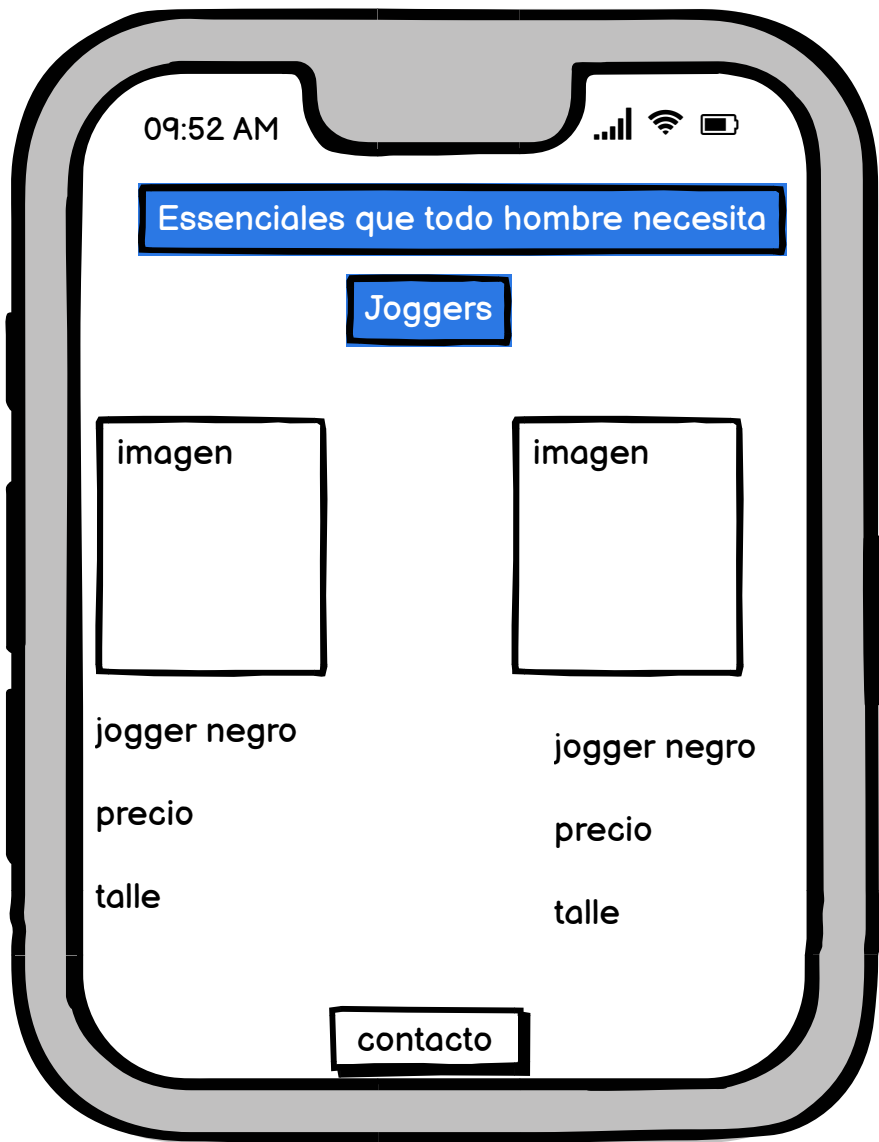 09:52 AM
Essenciales que todo hombre necesita
Joggers
imagen
imagen
jogger negro
jogger negro
precio
precio
talle
talle
contacto